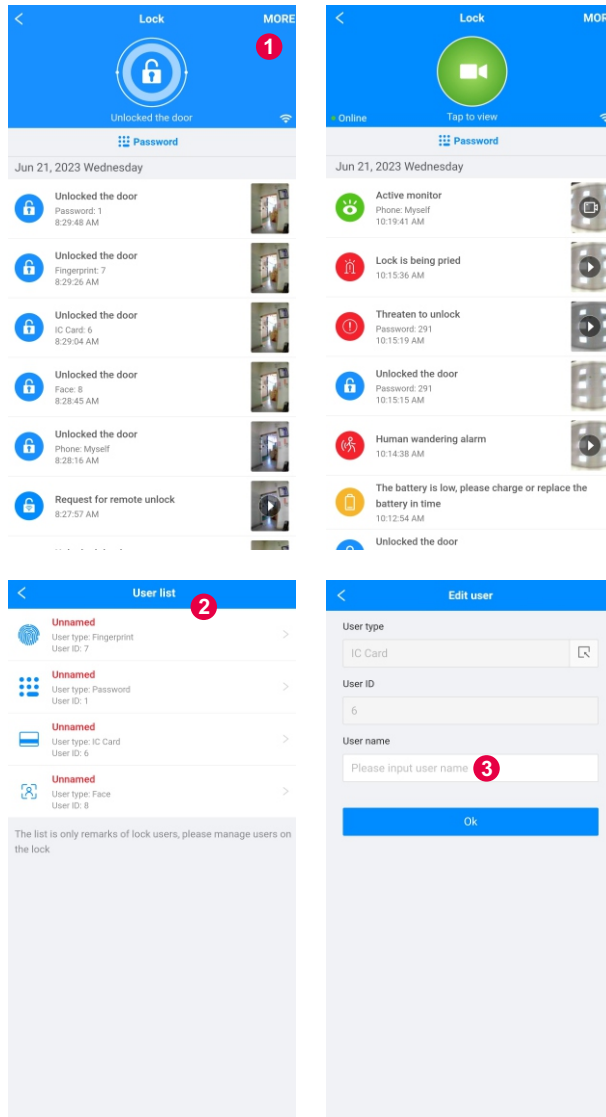 Lock
MORE
1
Unlocked the door
Password
Jun 21, 2023 Wednesday
Unlocked the door
Password: 1
8:29:48 AM
Unlocked the door
Fingerprint: 7
8:29:26 AM
Unlocked the door
IC Card: 6
8:29:04 AM
Unlocked the door
Face: 8
8:28:45 AM
Unlocked the door
Phone: Myself
8:28:16 AM
Request for remote unlock
8:27:57 AM
Lock
MOR
Online
Tap to view
Password
Jun 21, 2023 Wednesday
Active monitor
Phone: Myself
10:19:41 AM
Lock is being pried
10:15:36 AM
Threaten to unlock
Password: 291
10:15:19 AM
Unlocked the door
Password: 291
10:15:15 AM
Human wandering alarm
10:14:38 AM
The battery is low, please charge or replace the
battery in time
10:12:54 AM
Unlocked the door
User list
2
Unnamed
User type: Fingerprint
User ID: 7
Unnamed
User type: Password
User ID: 1
Unnamed
User type: IC Card
User ID: 6
Unnamed
User type: Face
User ID: 8
The list is only remarks of lock users, please manage users on
the lock
Edit user
User type
IC Card
User ID
6
User name
Please input user name
3
Ok